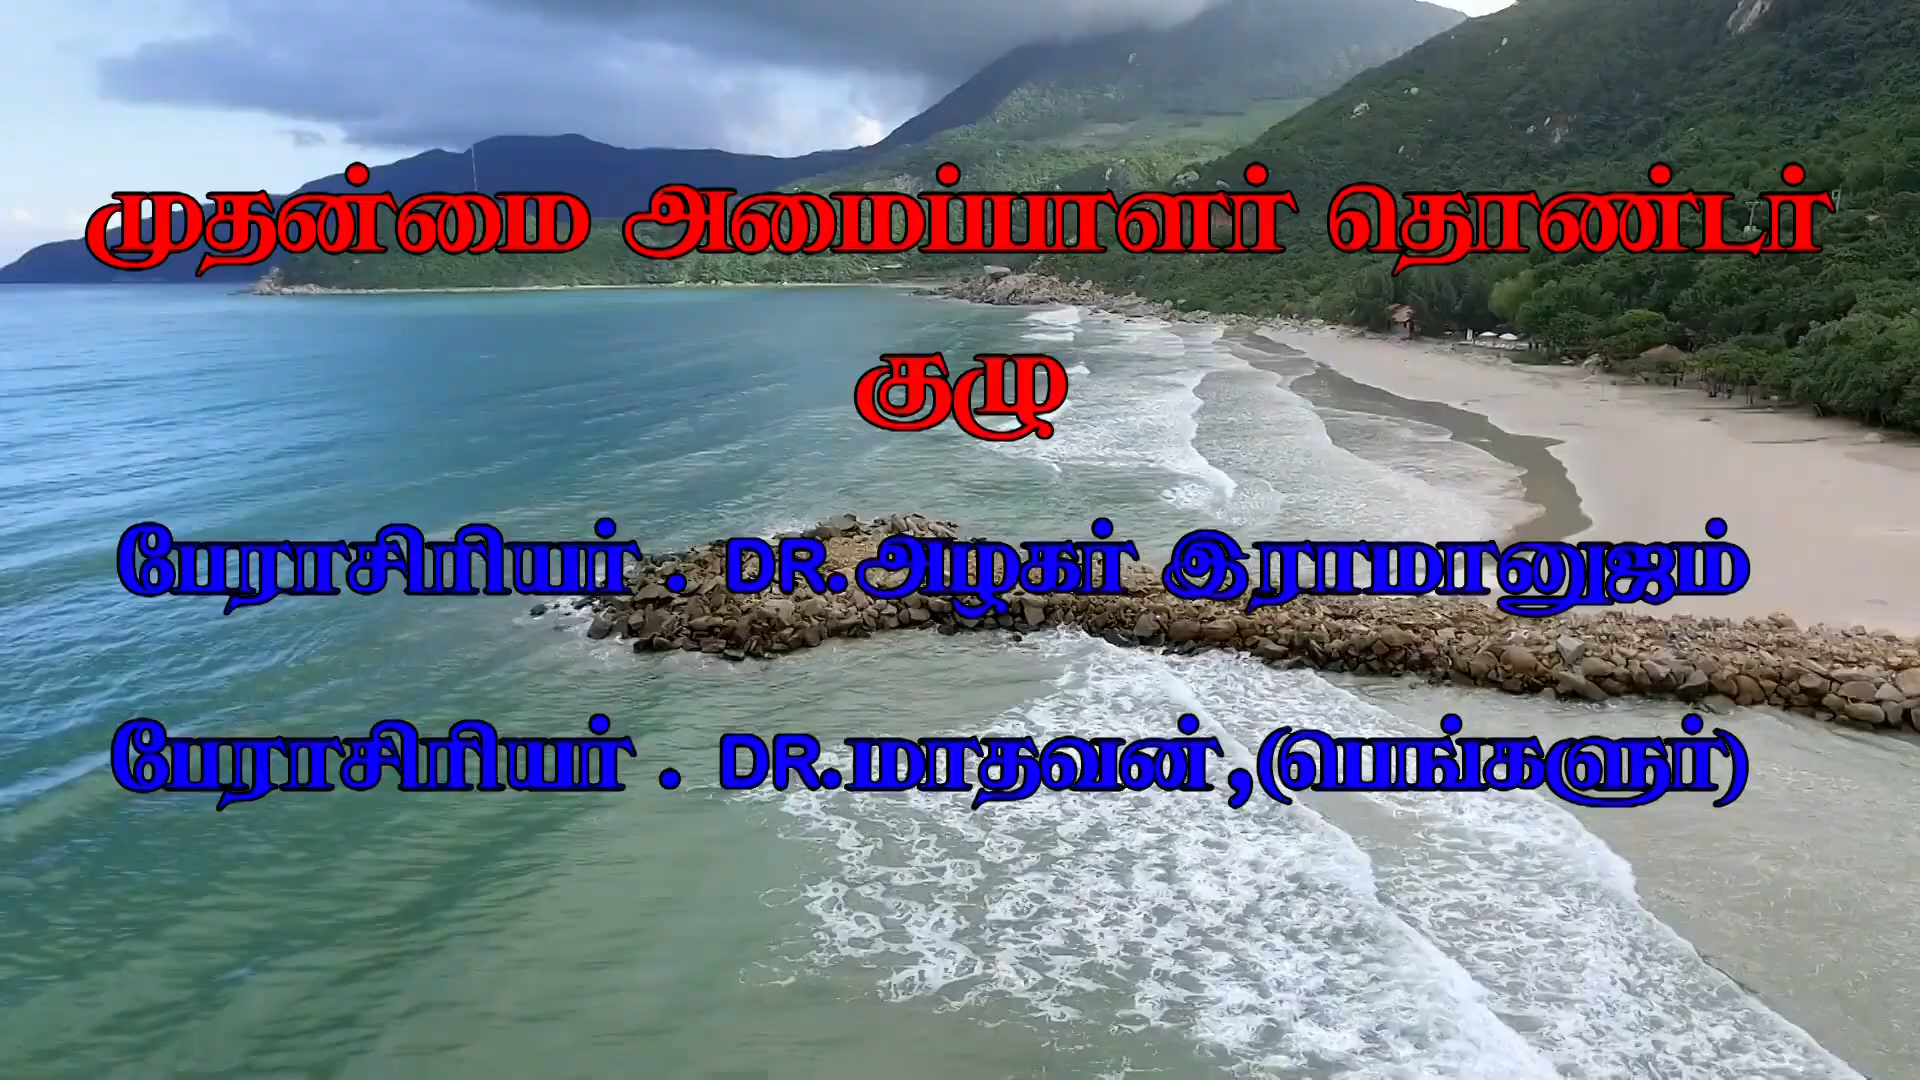 முதன்மை அமைப்பாளர் தொண்டர்
குழு
பேராசிரியர் . DR.அழகர் இராமானுஜம்
பேராசிரியர் . DR.மாதவன்,(பெங்களுர்)